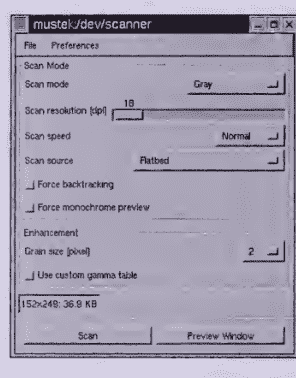 mustek:/dev/scanner
File Preferences
Scan Mode
Scan mode Gray
Scan resolution [dpi] 18
Scan speed Normal
Scan source Flatbed
Force backtracking
Force monochrome preview
Enhancement
Grain size [pixel] 2
Use custom gamma table
152x248: 36.9 KB
Scan Preview Window